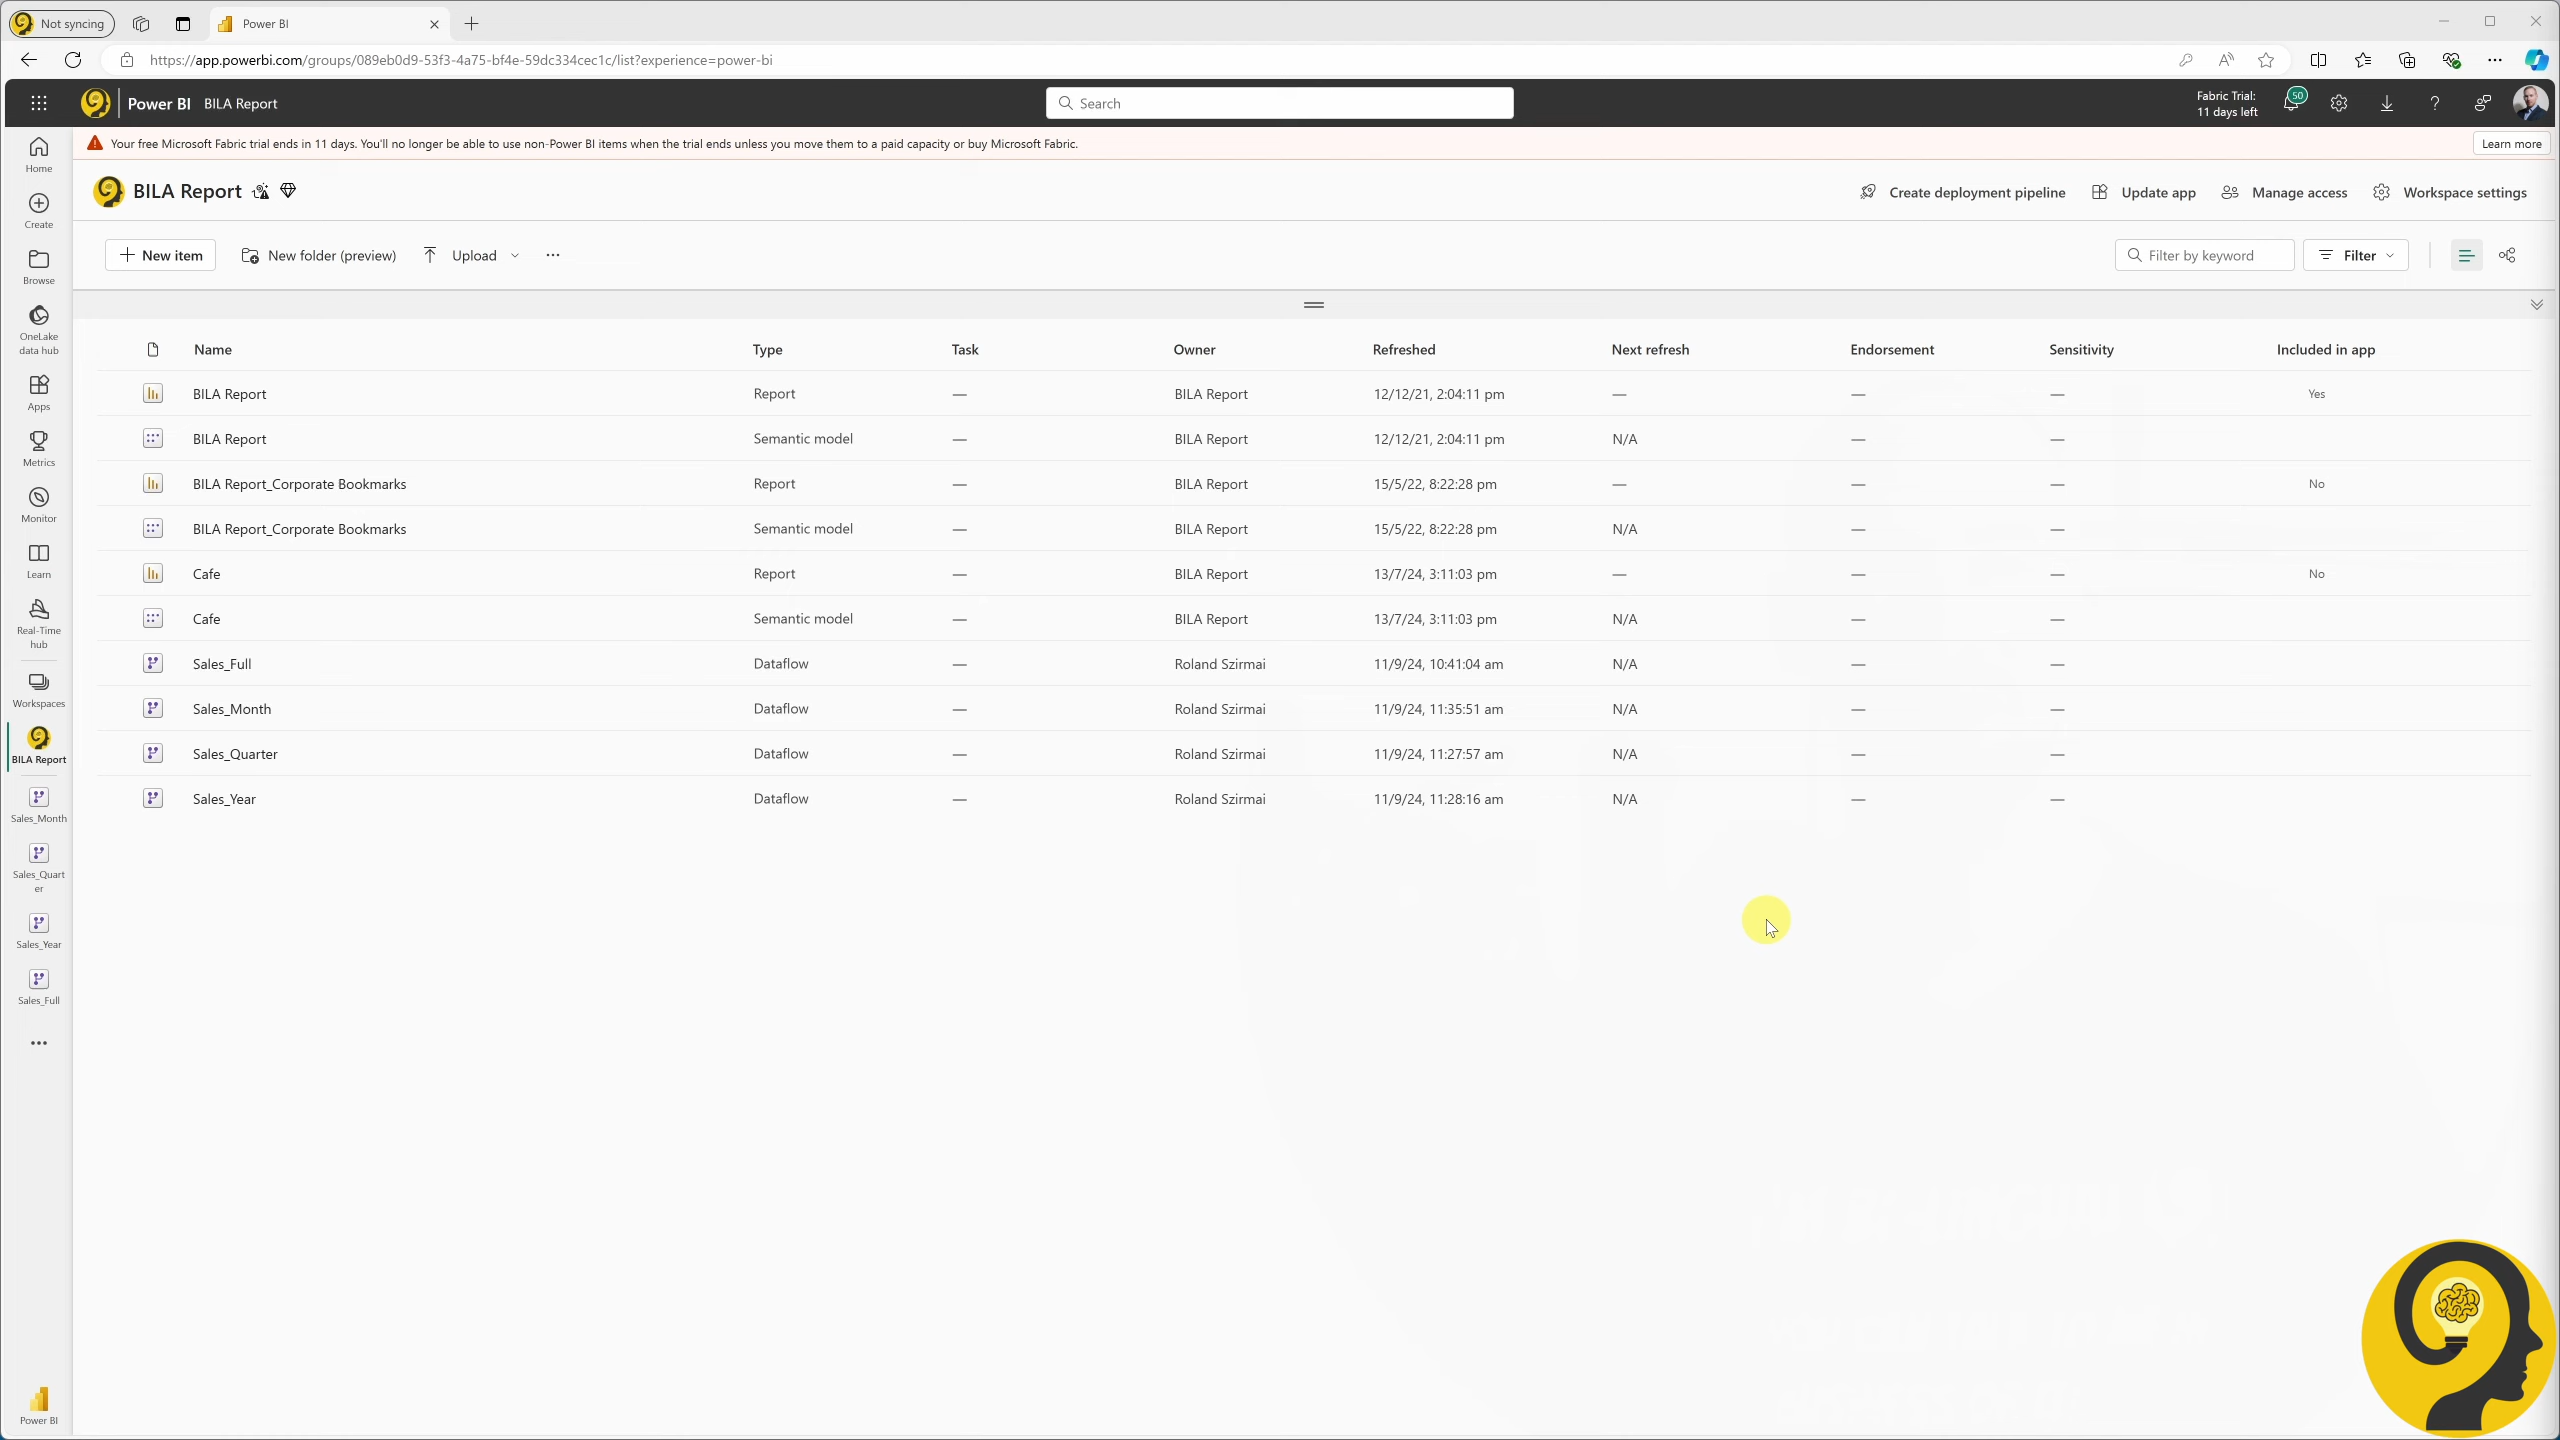 Not syncing
Power BI
https://app.powerbi.com/groups/089eb0d9-53f3-4a75-bf4e-59dc334cec1c/list?experience=power-bi
Power BI BILA Report
Search
Fabric Trial:
11 days left
50
?
Your free Microsoft Fabric trial ends in 11 days. You'll no longer be able to use non-Power BI items when the trial ends unless you move them to a paid capacity or buy Microsoft Fabric.
Learn more
BILA Report
Create deployment pipeline
Update app
Manage access
Workspace settings
New item
New folder (preview)
Upload
Filter by keyword
Filter
Name Type Task Owner Refreshed Next refresh Endorsement Sensitivity Included in app
BILA Report Report — BILA Report 12/12/21, 2:04:11 pm — — — Yes
BILA Report Semantic model — BILA Report 12/12/21, 2:04:11 pm N/A — —
BILA Report_Corporate Bookmarks Report — BILA Report 15/5/22, 8:22:28 pm — — — No
BILA Report_Corporate Bookmarks Semantic model — BILA Report 15/5/22, 8:22:28 pm N/A — —
Cafe Report — BILA Report 13/7/24, 3:11:03 pm — — — No
Cafe Semantic model — BILA Report 13/7/24, 3:11:03 pm N/A — —
Sales_Full Dataflow — Roland Szirmai 11/9/24, 10:41:04 am N/A — —
Sales_Month Dataflow — Roland Szirmai 11/9/24, 11:35:51 am N/A — —
Sales_Quarter Dataflow — Roland Szirmai 11/9/24, 11:27:57 am N/A — —
Sales_Year Dataflow — Roland Szirmai 11/9/24, 11:28:16 am N/A — —
Home
Create
Browse
OneLake
data hub
Apps
Metrics
Monitor
Learn
Real-Time
hub
Workspaces
BILA Report
Sales_Month
Sales_Quart
er
Sales_Year
Sales_Full
Power BI